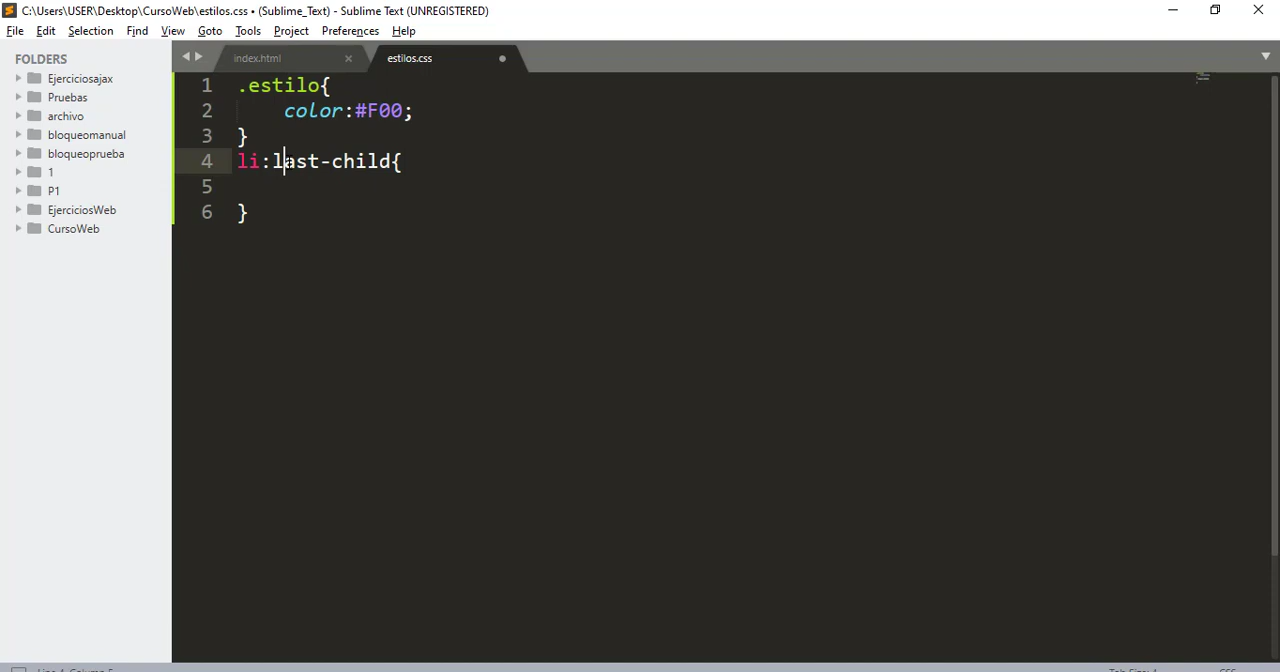 C:\Users\USER\Desktop\CursoWeb\estilos.css • (Sublime_Text) - Sublime Text (UNREGISTERED)
File Edit Selection Find View Goto Tools Project Preferences Help
FOLDERS
Ejerciciosajax
Pruebas
archivo
bloqueomanual
bloqueoprueba
1
P1
EjerciciosWeb
CursoWeb
index.html × estilos.css •
1 .estilo{
2 color:#F00;
3 }
4 li:last-child{
5
6 }